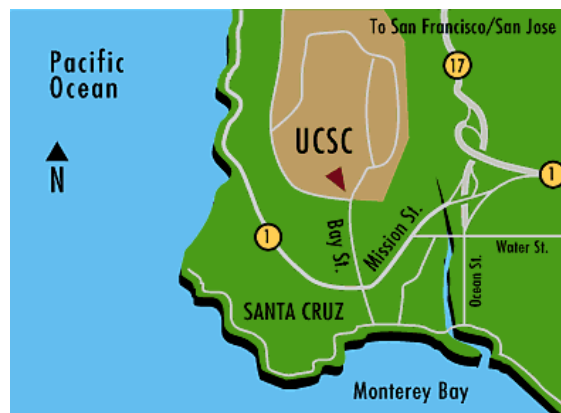 To San Francisco/San Jose
Pacific
Ocean
17
N
UCSC
1
Bay St.
Mission St.
1
Water St.
Ocean St.
SANTA CRUZ
Monterey Bay